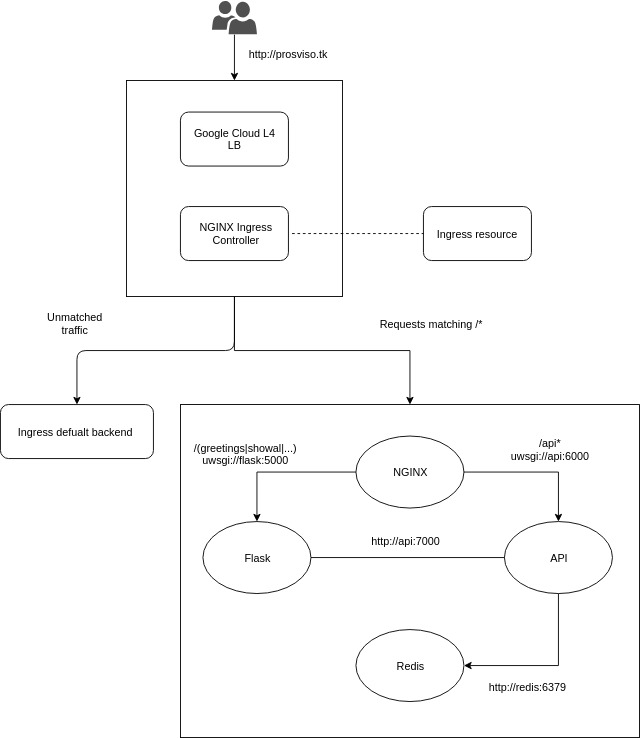 http://prosviso.tk
Google Cloud L4
LB
NGINX Ingress
Controller
Ingress resource
Unmatched
traffic
Requests matching /*
Ingress defualt backend
/(greetings|showal|...)
uwsgi://flask:5000
NGINX
/api*
uwsgi://api:6000
Flask
http://api:7000
API
Redis
http://redis:6379